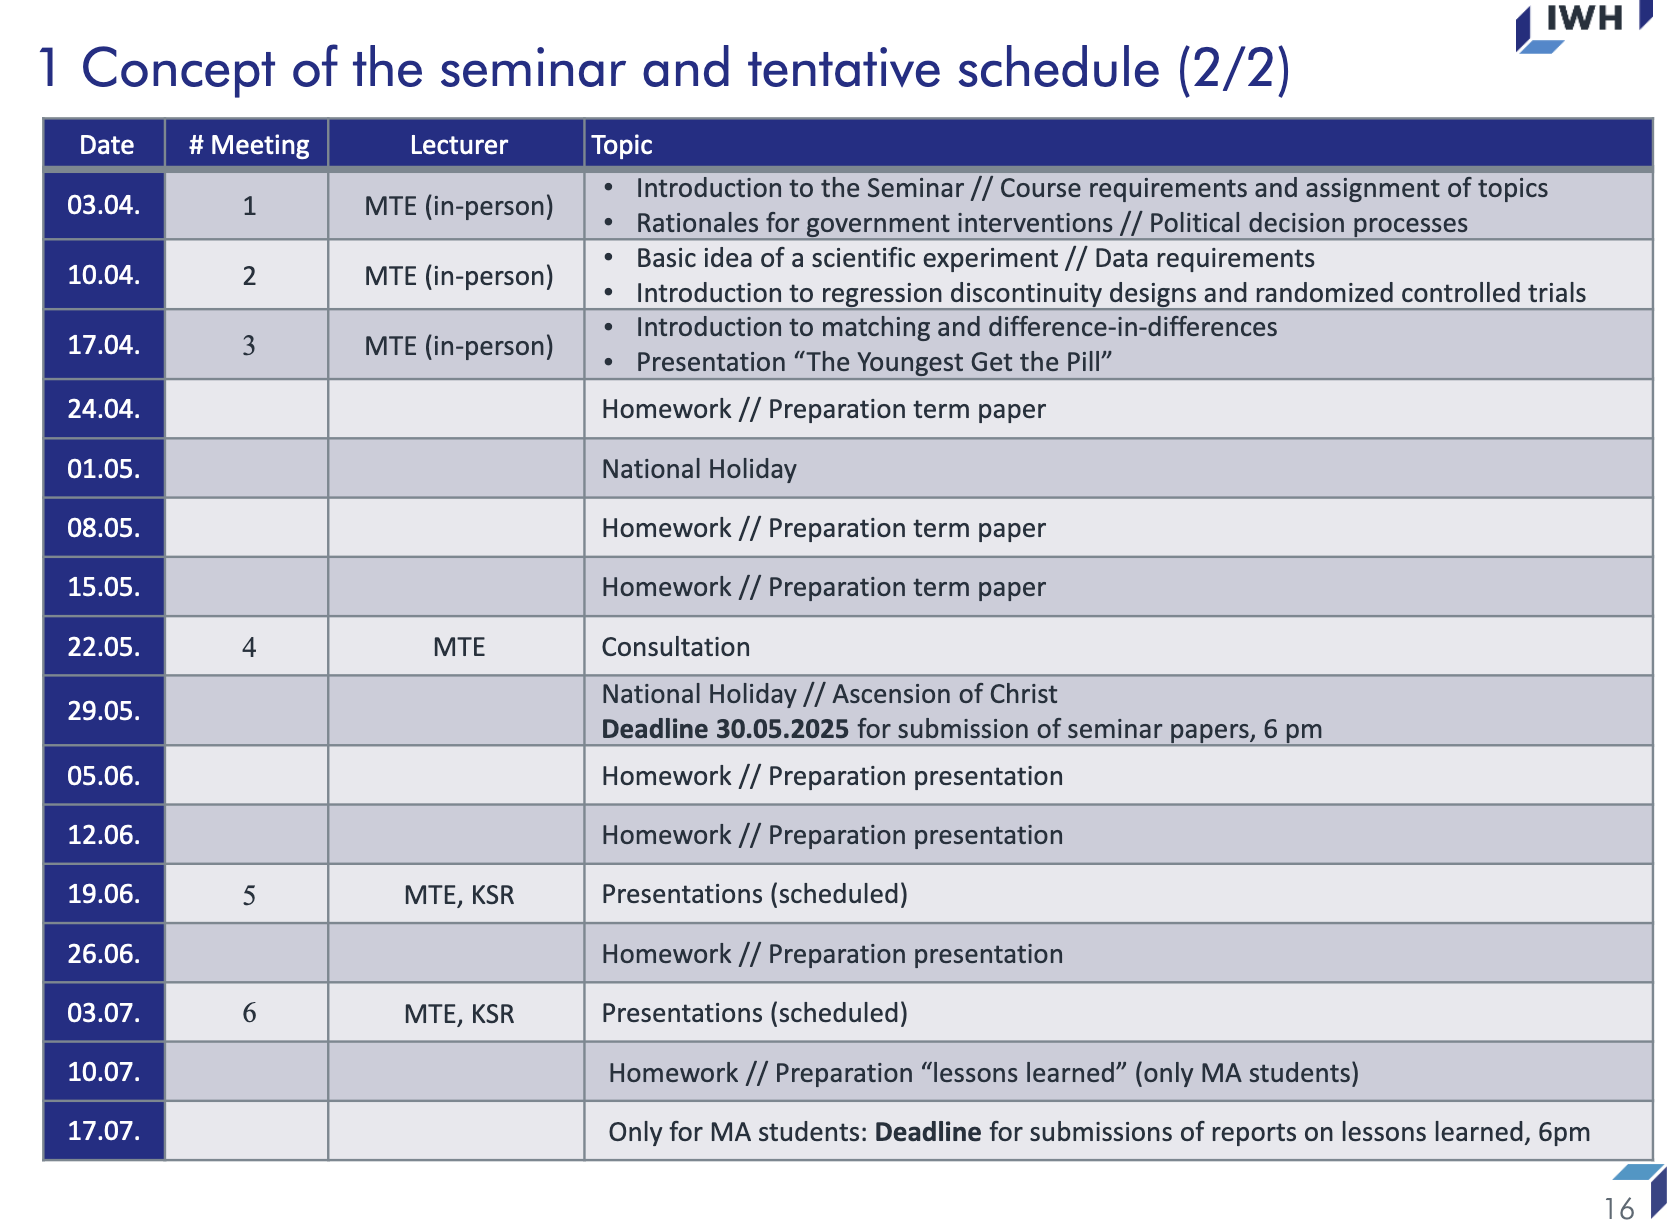 IWH
1 Concept of the seminar and tentative schedule (2/2)
Date # Meeting Lecturer Topic
03.04. 1 MTE (in-person)
• Introduction to the Seminar // Course requirements and assignment of topics
• Rationales for government interventions // Political decision processes
10.04. 2 MTE (in-person)
• Basic idea of a scientific experiment // Data requirements
• Introduction to regression discontinuity designs and randomized controlled trials
17.04. 3 MTE (in-person)
• Introduction to matching and difference-in-differences
• Presentation “The Youngest Get the Pill”
24.04. Homework // Preparation term paper
01.05. National Holiday
08.05. Homework // Preparation term paper
15.05. Homework // Preparation term paper
22.05. 4 MTE Consultation
29.05.
National Holiday // Ascension of Christ
Deadline 30.05.2025 for submission of seminar papers, 6 pm
05.06. Homework // Preparation presentation
12.06. Homework // Preparation presentation
19.06. 5 MTE, KSR Presentations (scheduled)
26.06. Homework // Preparation presentation
03.07. 6 MTE, KSR Presentations (scheduled)
10.07. Homework // Preparation “lessons learned” (only MA students)
17.07. Only for MA students: Deadline for submissions of reports on lessons learned, 6pm
16